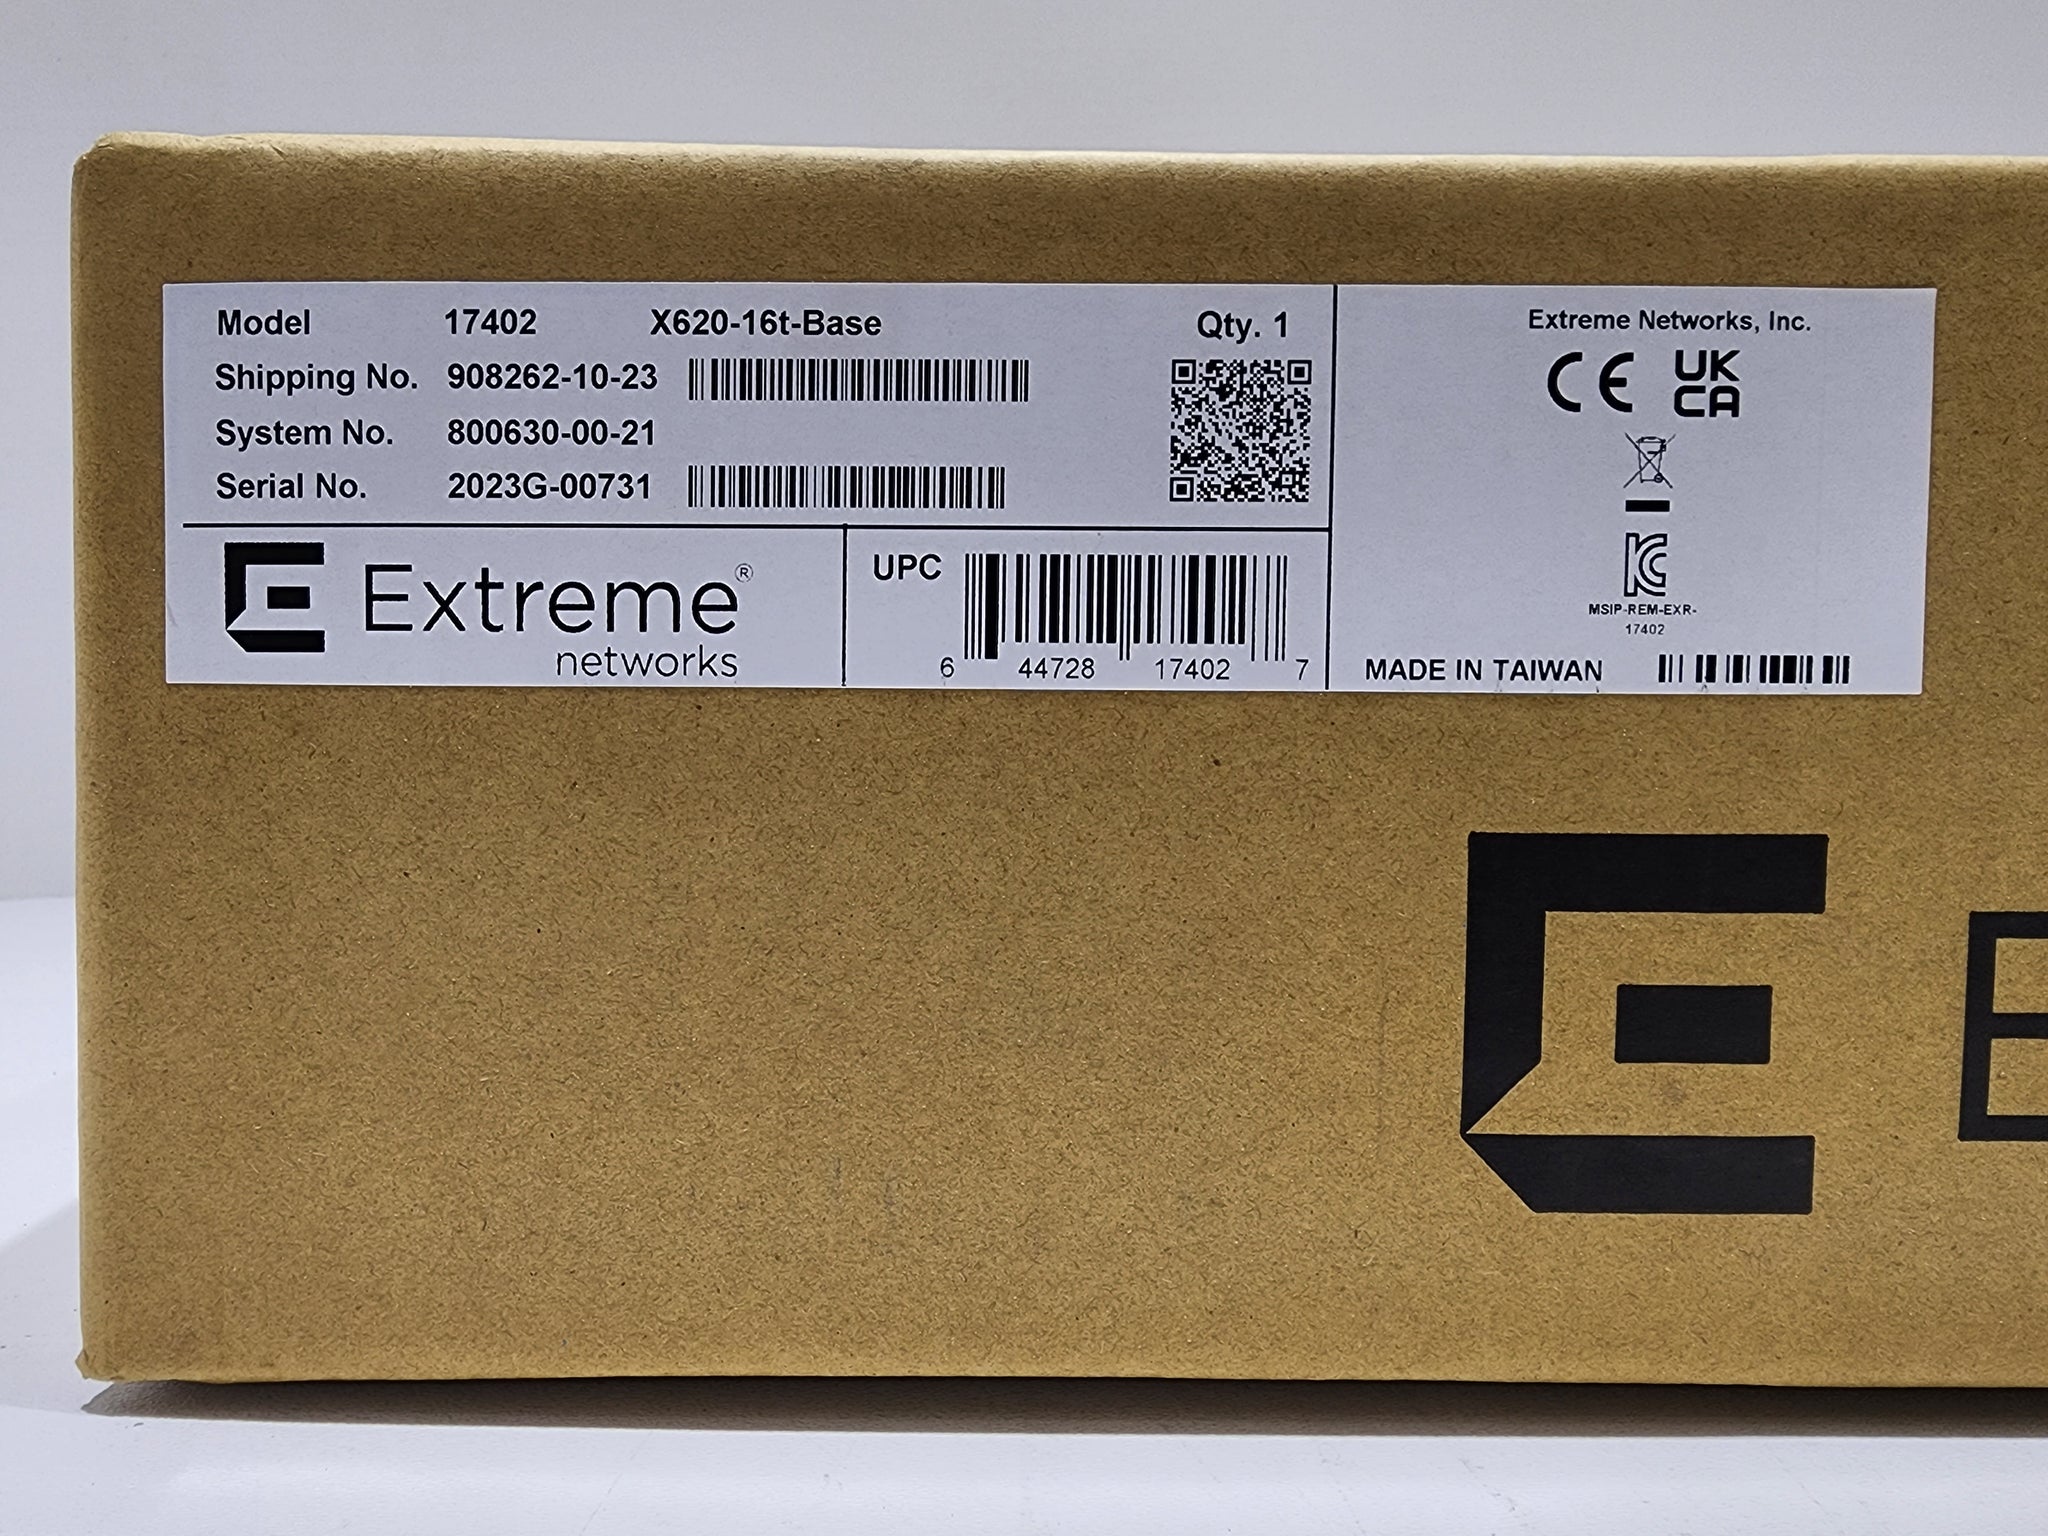 Model 17402 X620-16t-Base Qty. 1
Shipping No. 908262-10-23
System No. 800630-00-21
Serial No. 2023G-00731
Extreme®
networks
UPC
6 44728 17402 7
Extreme Networks, Inc.
CE UK
CA
KC
MSIP-REM-EXR-
17402
MADE IN TAIWAN
E